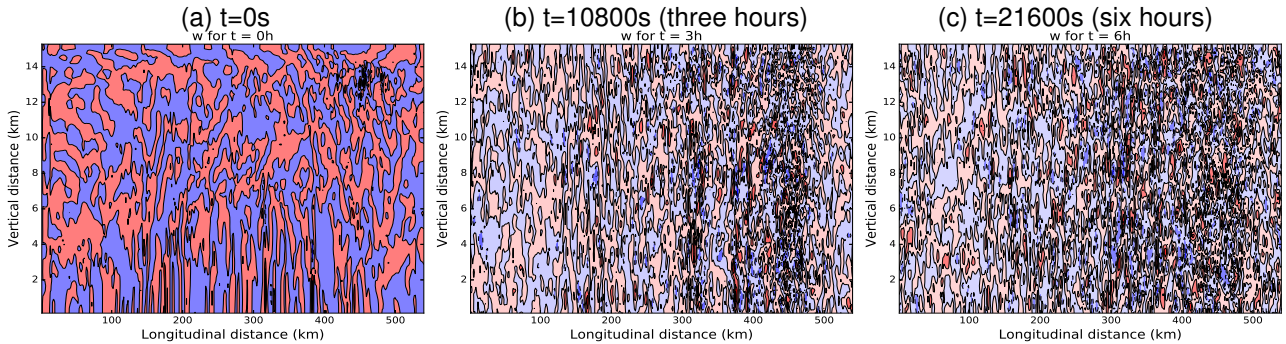 (a) t=0s
w for t = 0h
14
12
10
8
6
4
2
Vertical distance (km)
100 200 300 400 500
Longitudinal distance (km)
(b) t=10800s (three hours)
w for t = 3h
14
12
10
8
6
4
2
Vertical distance (km)
100 200 300 400 500
Longitudinal distance (km)
(c) t=21600s (six hours)
w for t = 6h
14
12
10
8
6
4
2
Vertical distance (km)
100 200 300 400 500
Longitudinal distance (km)